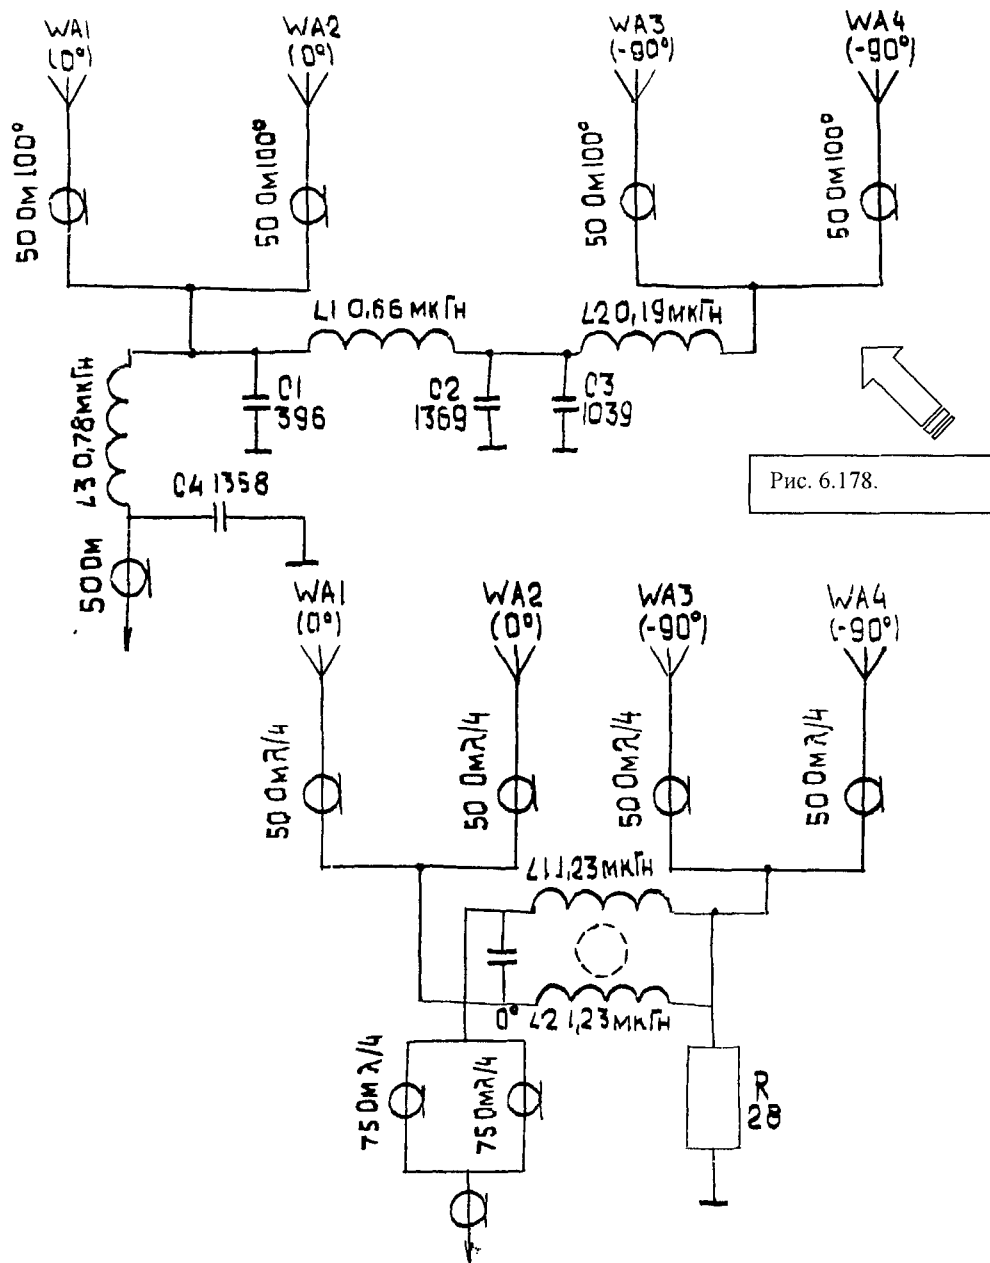 WA1
(0°)
WA2
(0°)
WA3
(-90°)
WA4
(-90°)
50 Ом 100°
50 Ом 100°
50 Ом 100°
50 Ом 100°
L1 0,66 мкГн
L2 0,19 мкГн
L3 0,78 мкГн
C1
396
C2
1369
C3
1039
C4 1358
50 Ом
Рис. 6.178.
WA1
(0°)
WA2
(0°)
WA3
(-90°)
WA4
(-90°)
50 Ом λ/4
50 Ом λ/4
50 Ом λ/4
50 Ом λ/4
L1 1,23 мкГн
0°
L2 1,23 мкГн
75 Ом λ/4
75 Ом λ/4
R
28